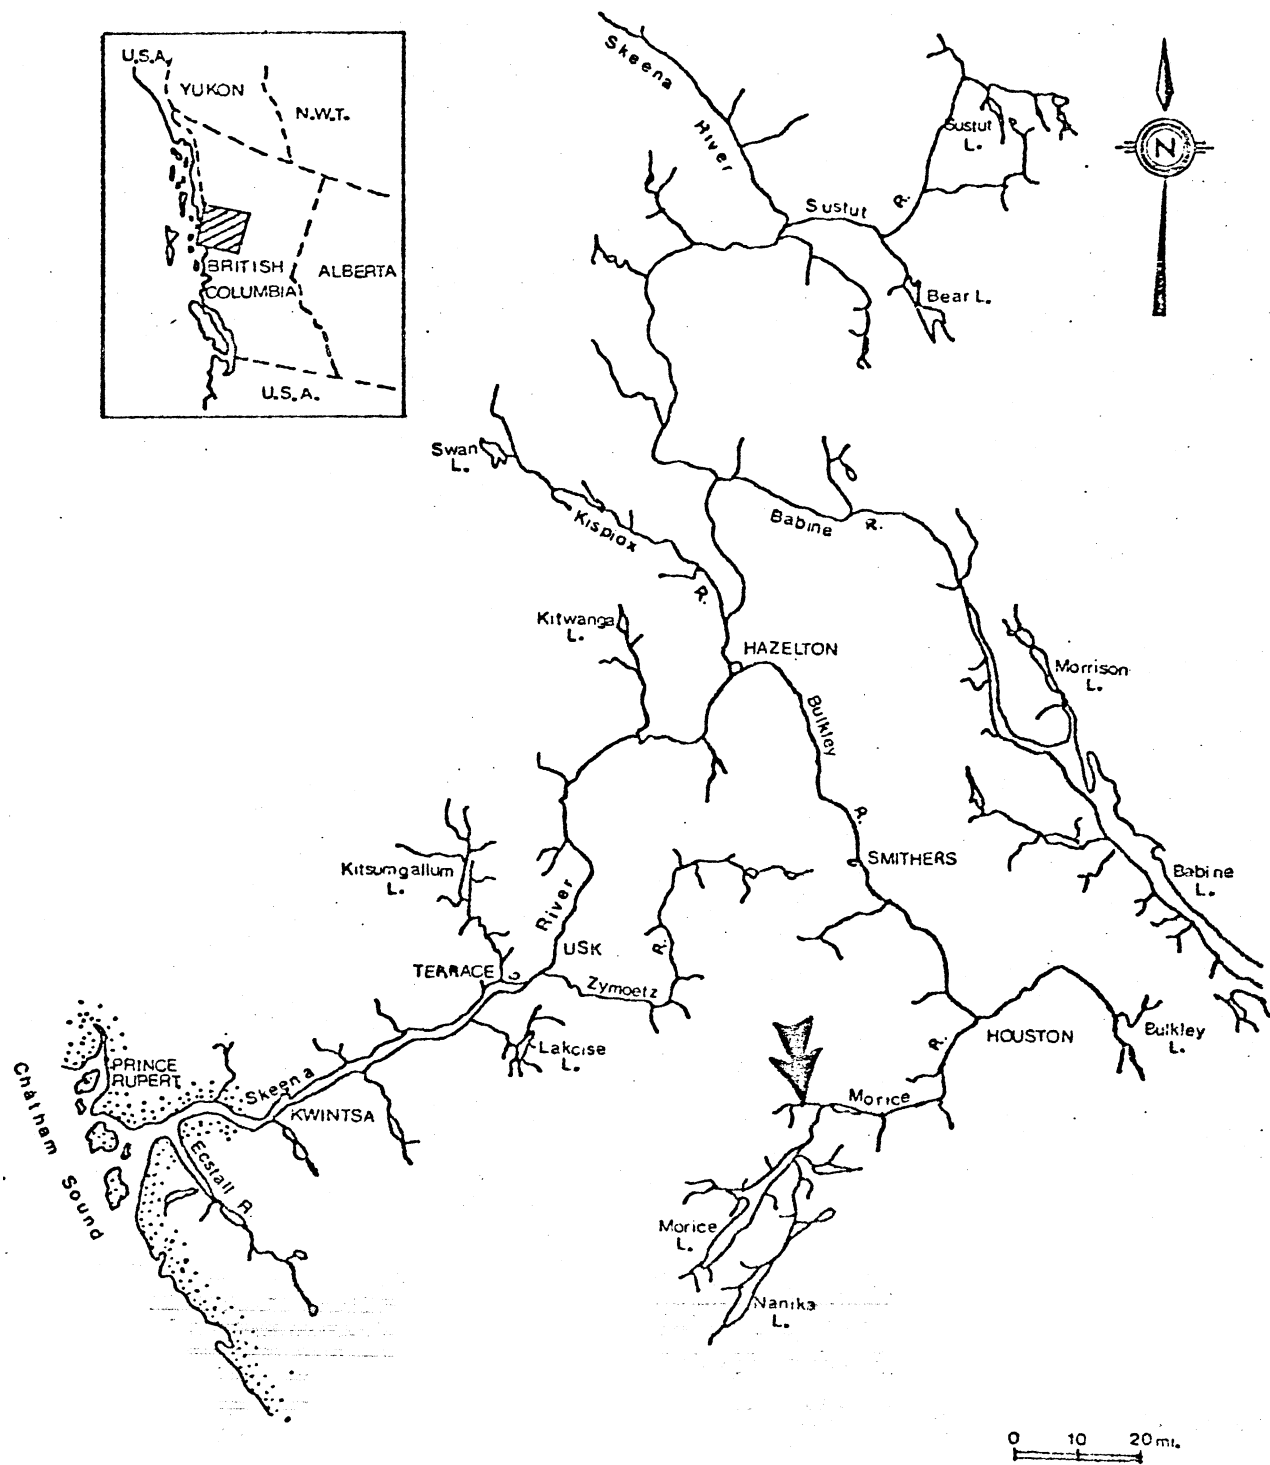 U.S.A.
YUKON
N.W.T.
BRITISH
COLUMBIA
ALBERTA
U.S.A.
Skeena
River
Sustut
L.
Sustut
R.
Bear L.
N
Swan
L.
Kispiox
R.
Babine
R.
Kitwanga
L.
HAZELTON
Morrison
L.
Bulkley
R.
SMITHERS
Kitsumgallum
L.
River
USK
Babine
L.
TERRACE
Zymoetz
R.
Lakelse
L.
HOUSTON
Bulkley
L.
R.
Morice
PRINCE
RUPERT
Skeena
KWINTSA
Chatham Sound
Ecstall R.
Morice
L.
Nanika
L.
0 10 20 mi.